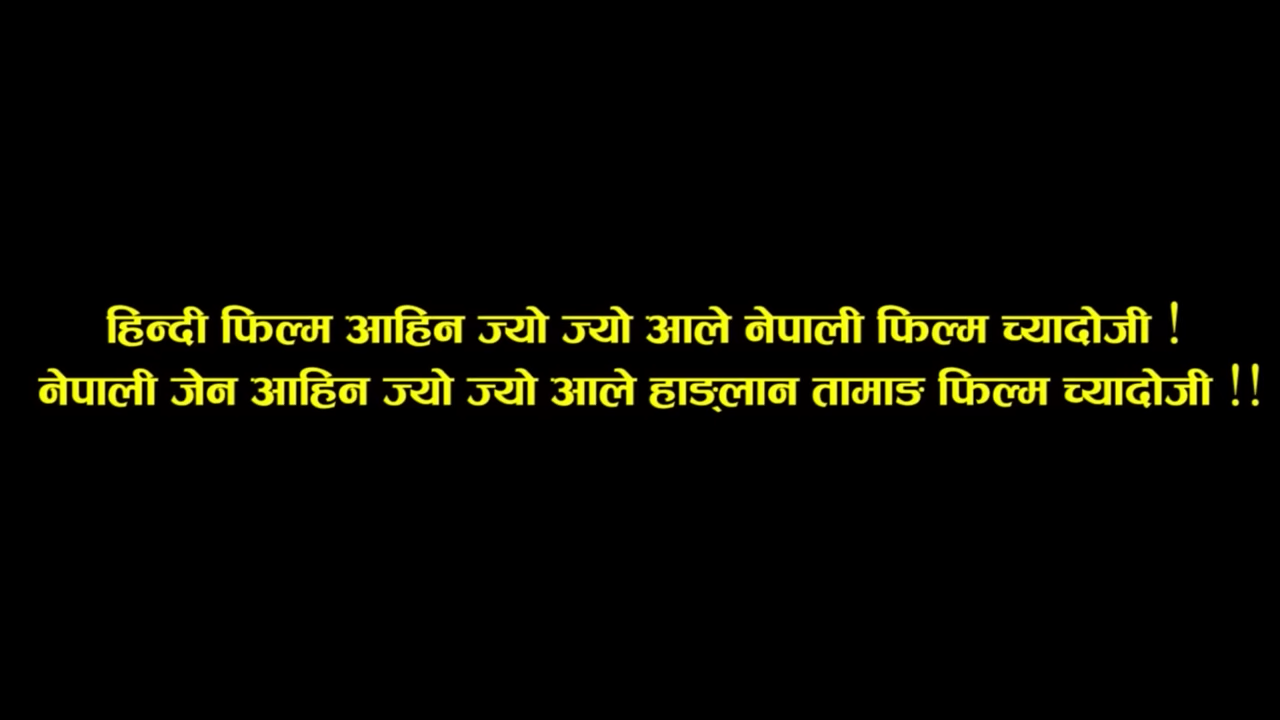 हिन्दी फिल्म आहिन ज्यो ज्यो आले नेपाली फिल्म च्यादोजी !
नेपाली जेन आहिन ज्यो ज्यो आले हाङ्लान तामाङ फिल्म च्यादोजी !!